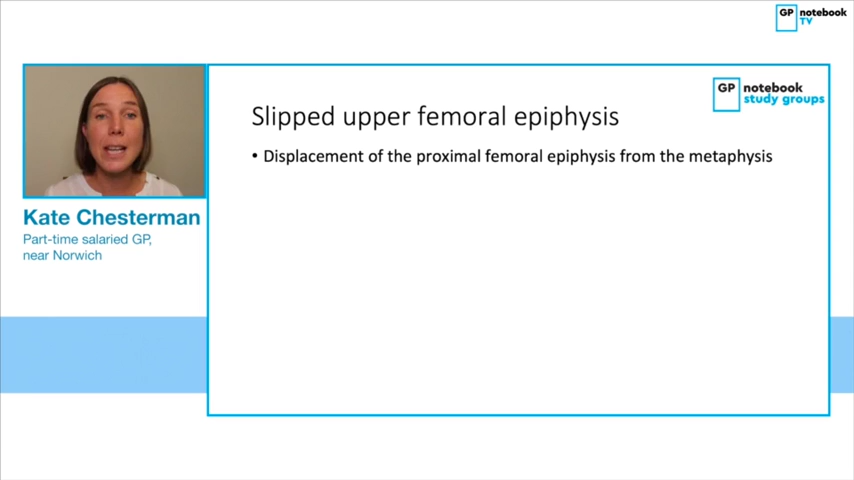 GP notebook
TV
GP notebook
study groups
Slipped upper femoral epiphysis
• Displacement of the proximal femoral epiphysis from the metaphysis
Kate Chesterman
Part-time salaried GP,
near Norwich